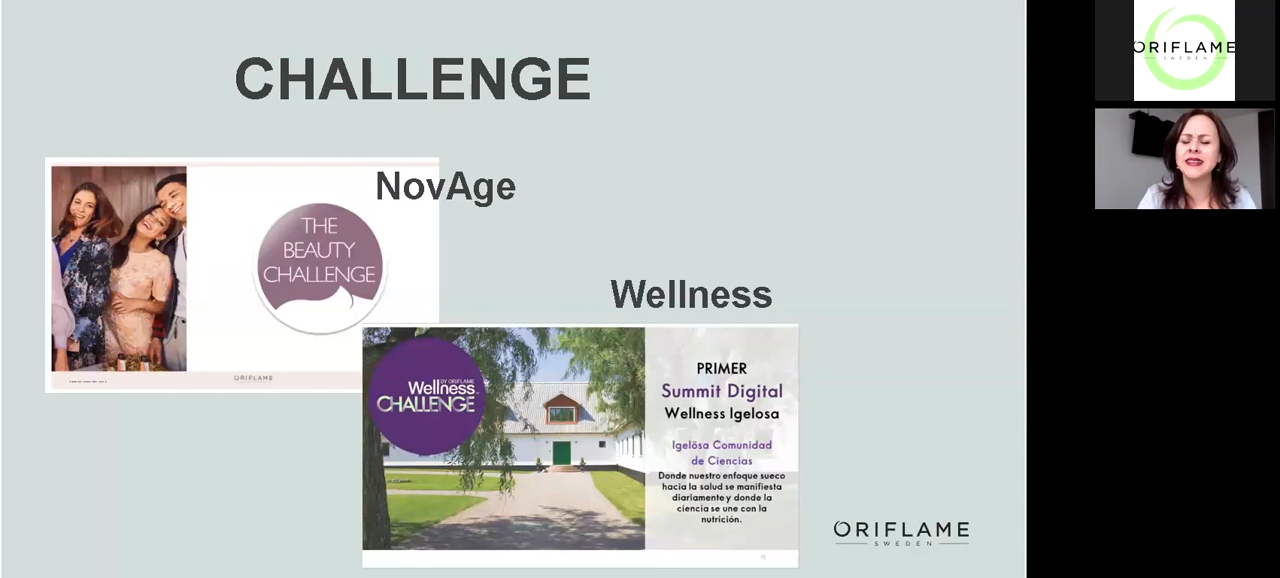 CHALLENGE
NovAge
THE
BEAUTY
CHALLENGE
ORIFLAME
Wellness
BY ORIFLAME
Wellness
CHALLENGE
PRIMER
Summit Digital
Wellness Igelosa
Igelösa Comunidad
de Ciencias
Donde nuestro enfoque sueco
hacia la salud se manifiesta
diariamente y donde la
ciencia se une con la
nutrición.
ORIFLAME
SWEDEN
ORIFLAME
SWEDEN